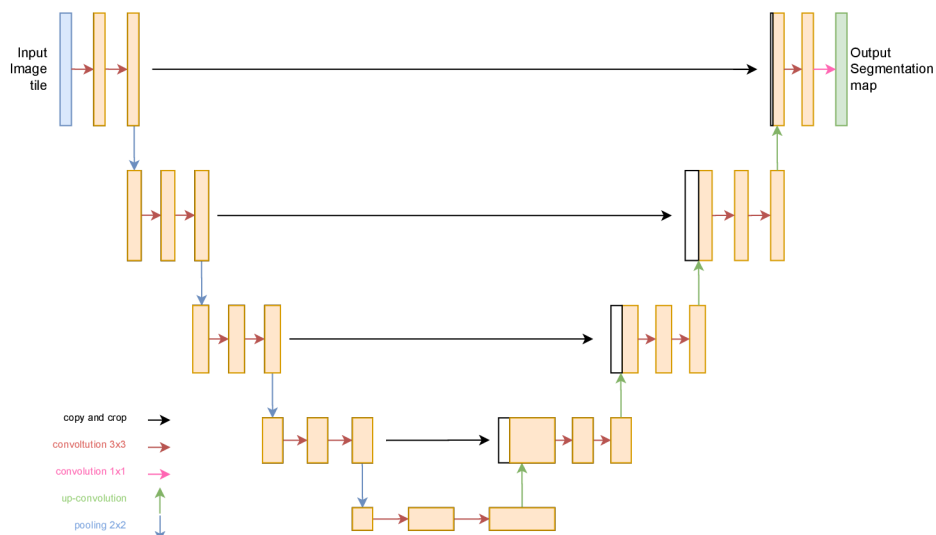 Input
Image
tile
Output
Segmentation
map
copy and crop
convoltution 3x3
convolution 1x1
up-convolution
pooling 2x2